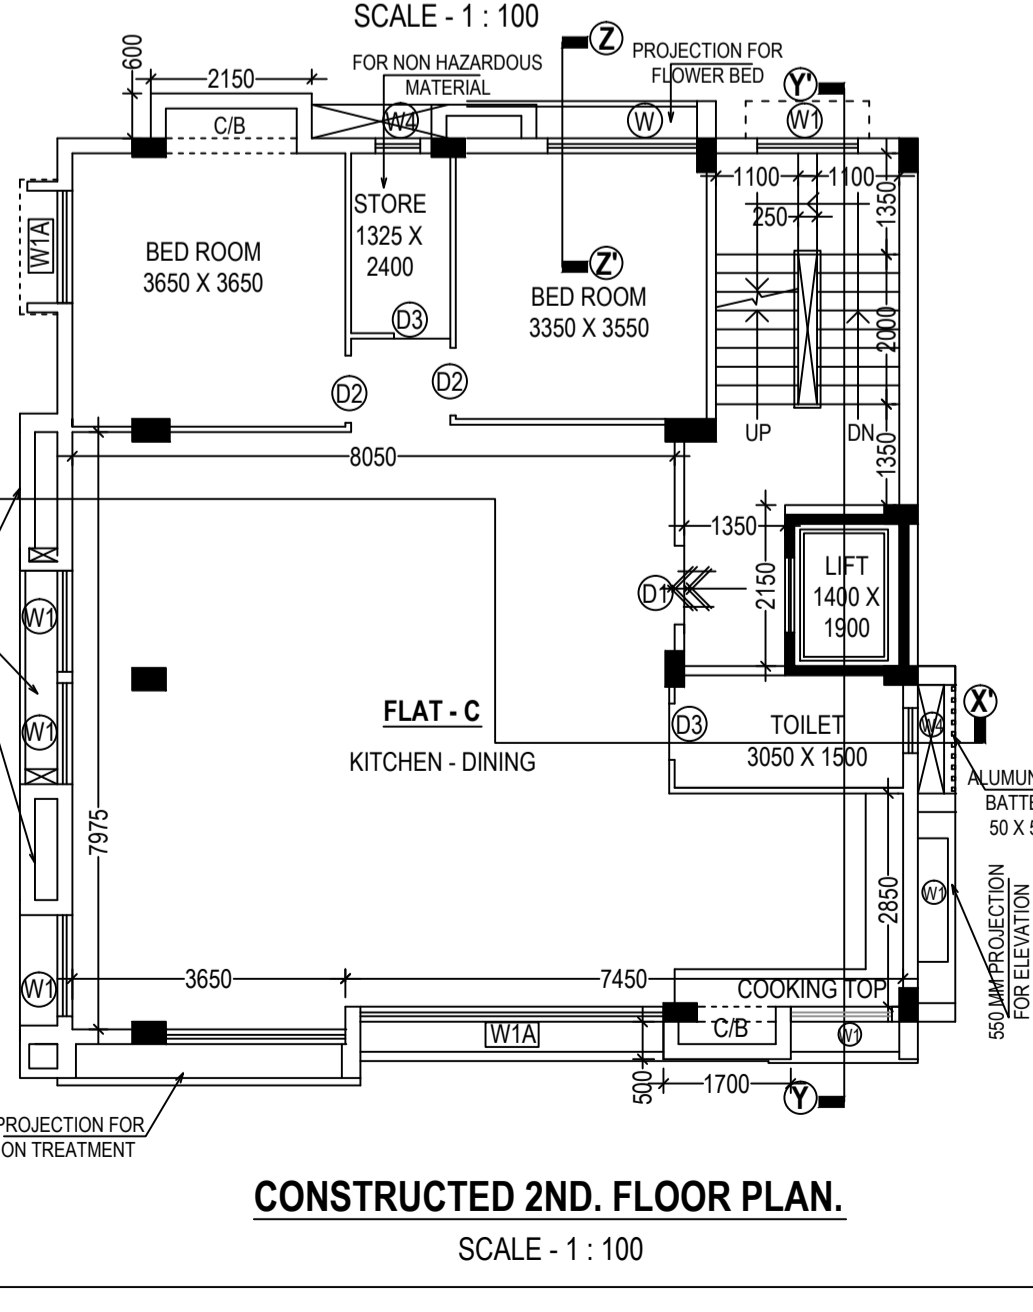 SCALE - 1 : 100
Z
600
2150
FOR NON HAZARDOUS
MATERIAL
PROJECTION FOR
FLOWER BED
Y'
C/B
W4
W
W1
1100
1100
250
1350
W1A
STORE
1325 X
2400
BED ROOM
3650 X 3650
Z'
BED ROOM
3350 X 3550
D3
2000
D2
D2
UP
DN
1350
8050
1350
2150
LIFT
1400 X
1900
D1
W1
FLAT - C
KITCHEN - DINING
D3
TOILET
3050 X 1500
W4
X'
W1
ALUMUN
BATTE
50 X 5
7975
2850
W1
550 MM PROJECTION
FOR ELEVATION
3650
7450
COOKING TOP
W1
W1A
C/B
W1
500
1700
Y
PROJECTION FOR
ON TREATMENT
CONSTRUCTED 2ND. FLOOR PLAN.
SCALE - 1 : 100